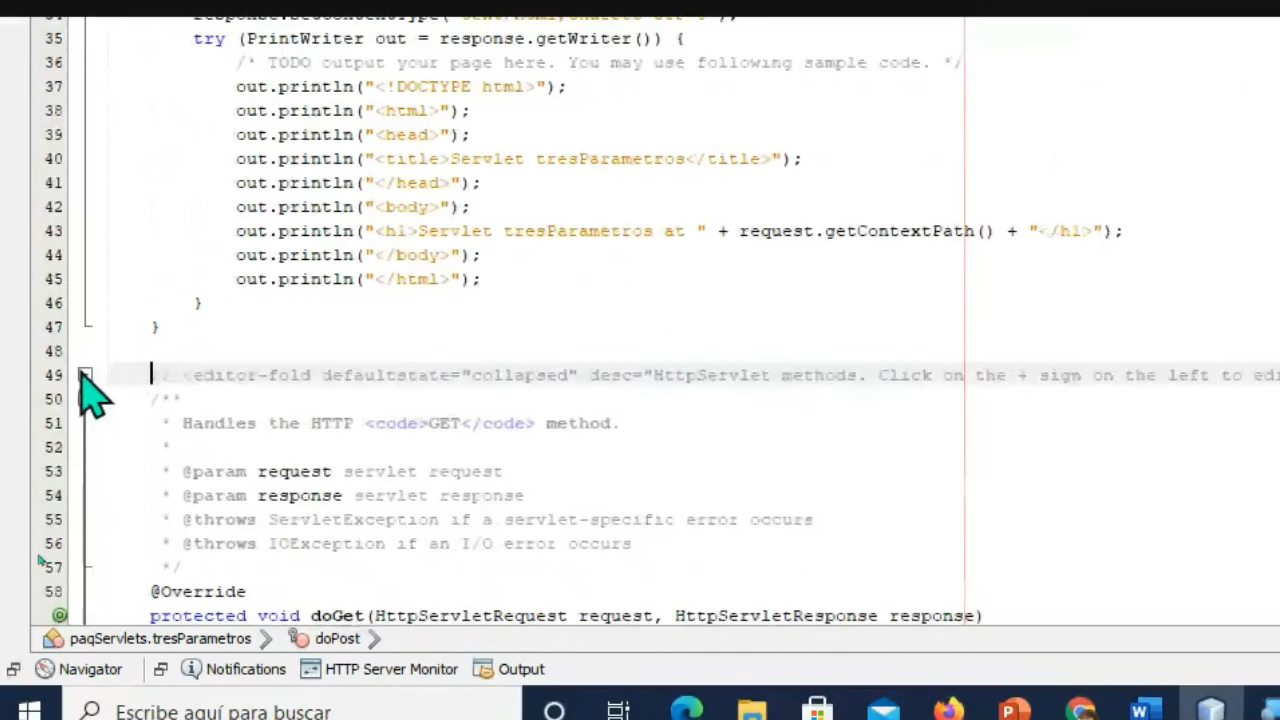 35 try (PrintWriter out = response.getWriter()) {
36 /* TODO output your page here. You may use following sample code. */
37 out.println("<!DOCTYPE html>");
38 out.println("<html>");
39 out.println("<head>");
40 out.println("<title>Servlet tresParametros</title>");
41 out.println("</head>");
42 out.println("<body>");
43 out.println("<h1>Servlet tresParametros at " + request.getContextPath() + "</h1>");
44 out.println("</body>");
45 out.println("</html>");
46 }
47 }
48
49 <editor-fold defaultstate="collapsed" desc="HttpServlet methods. Click on the + sign on the left to edi
50 /**
51 * Handles the HTTP <code>GET</code> method.
52 *
53 * @param request servlet request
54 * @param response servlet response
55 * @throws ServletException if a servlet-specific error occurs
56 * @throws IOException if an I/O error occurs
57 */
58 @Override
protected void doGet(HttpServletRequest request, HttpServletResponse response)
paqServlets.tresParametros doPost
Navigator Notifications HTTP Server Monitor Output
Escribe aquí para buscar